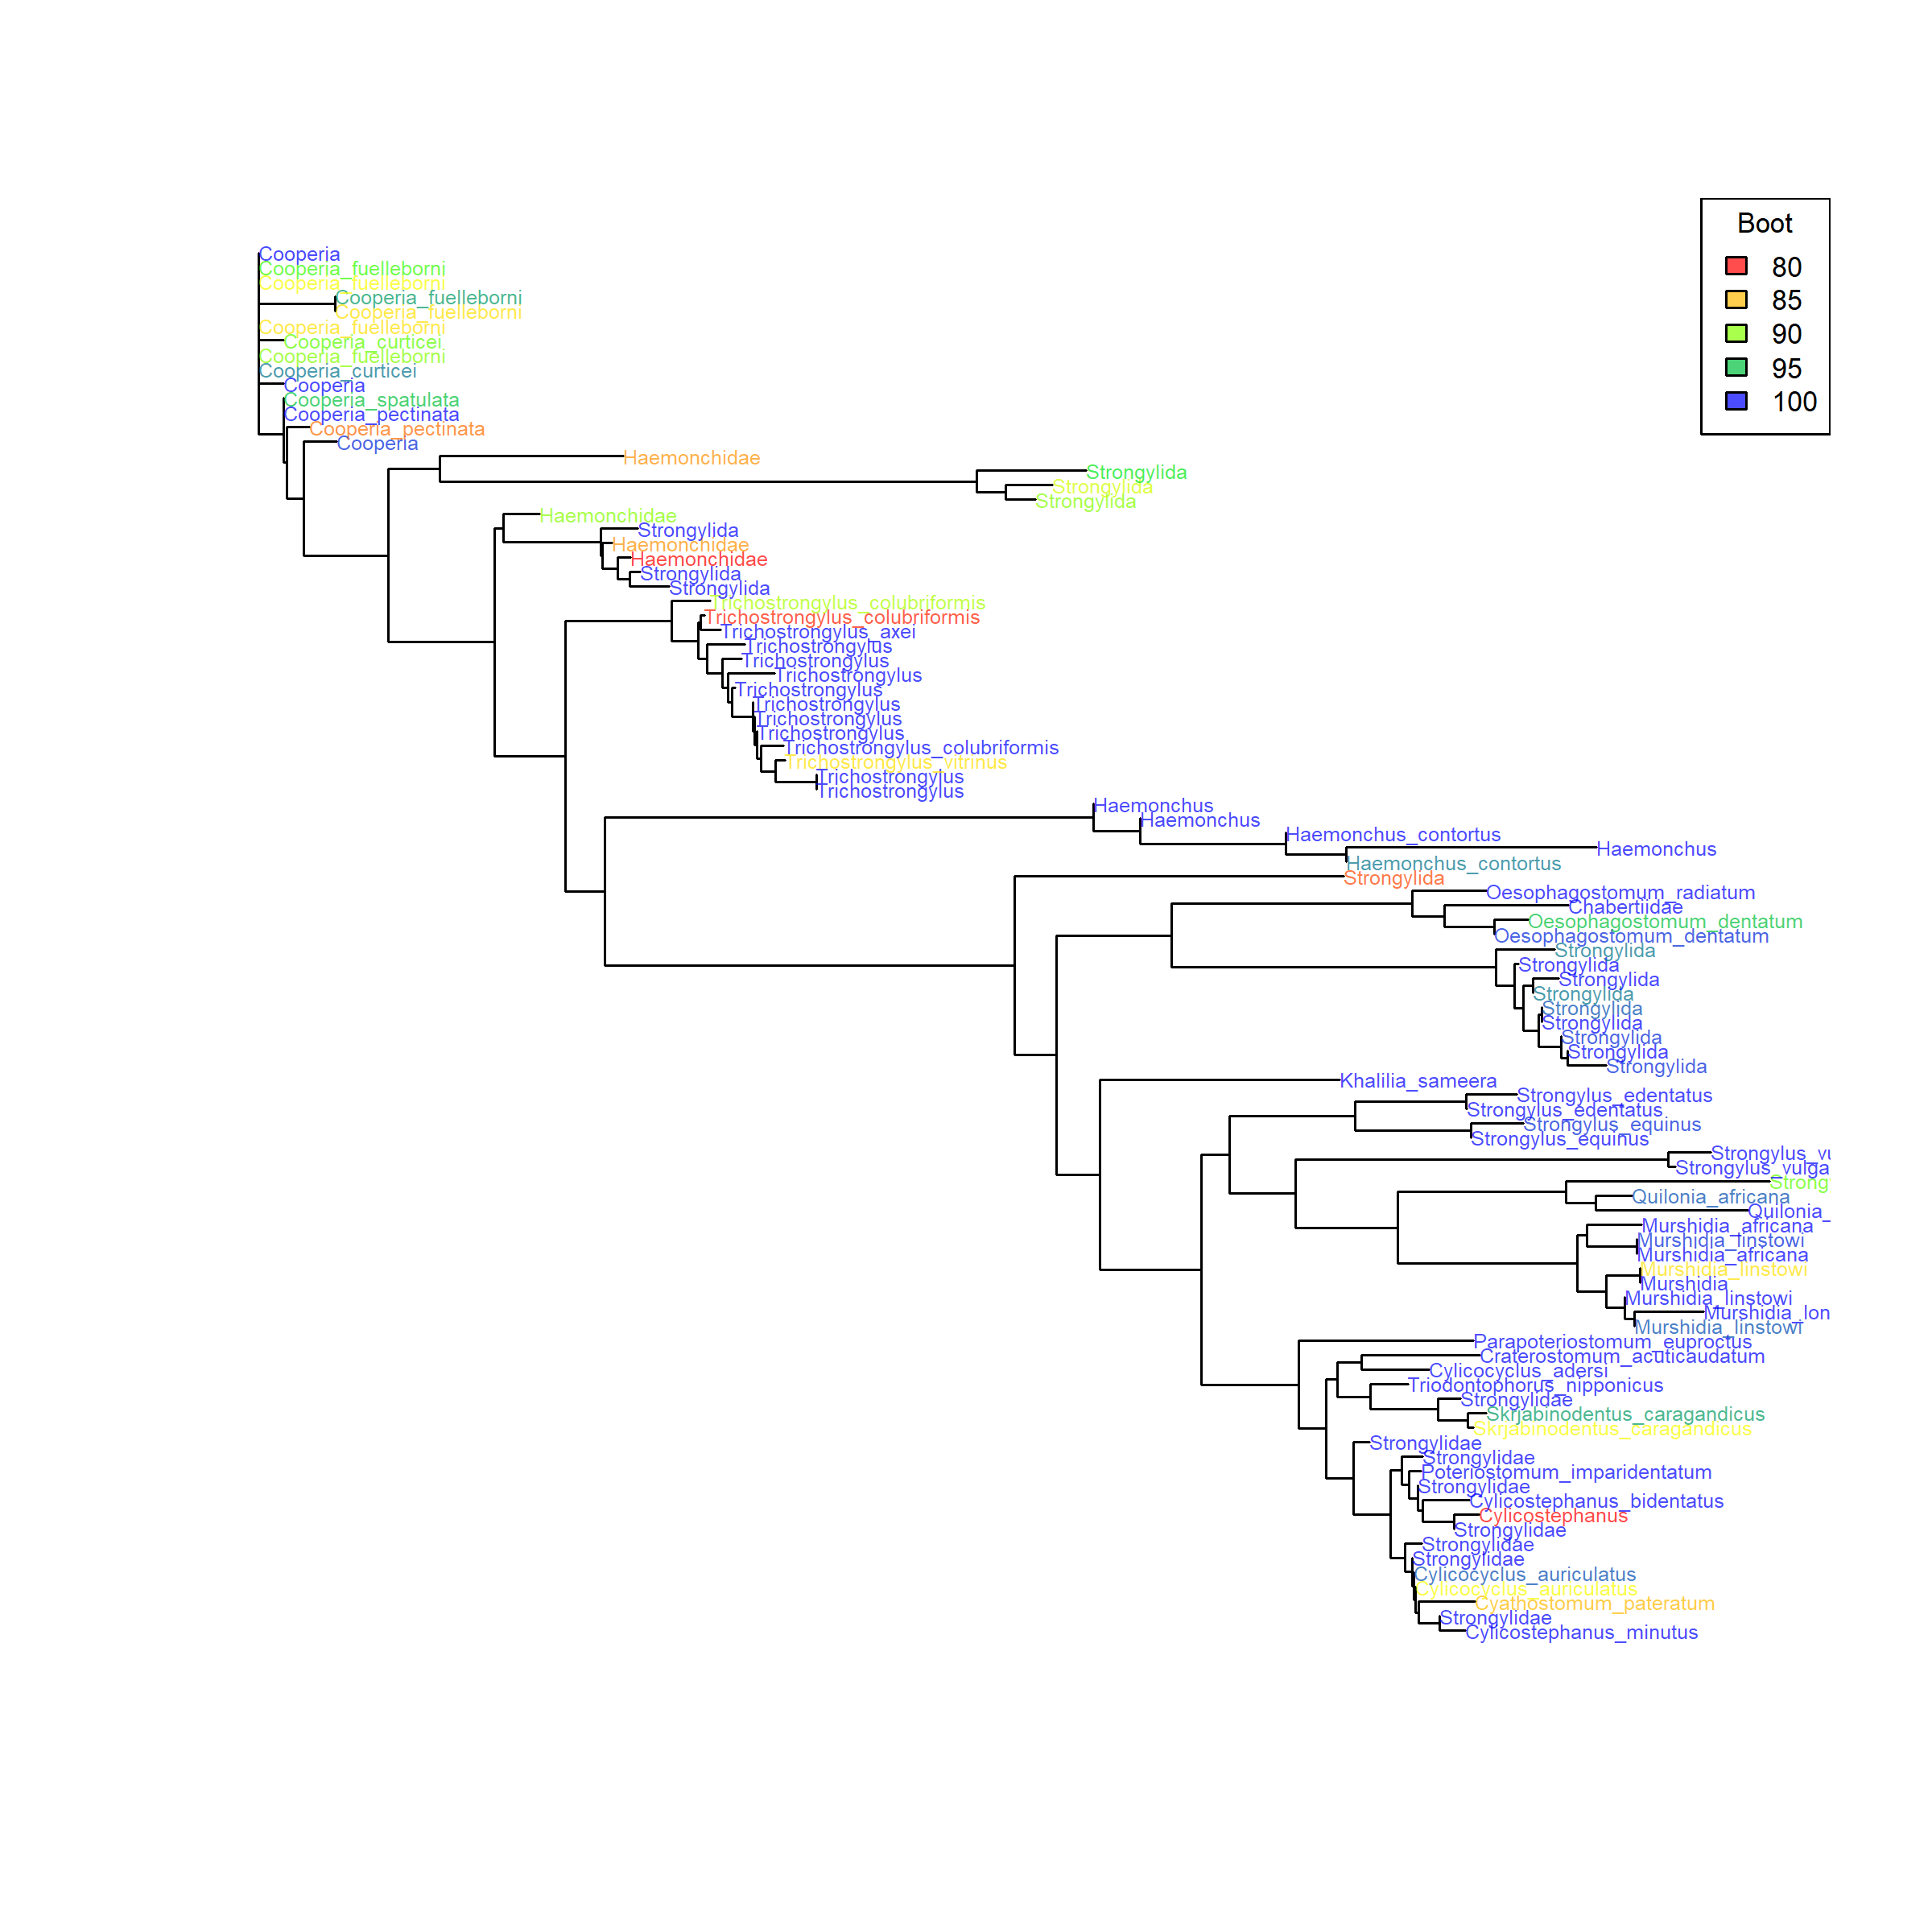 Boot
80
85
90
95
100
Cooperia
Cooperia_fuelleborni
Cooperia_fuelleborni
Cooperia_fuelleborni
Cooperia_fuelleborni
Cooperia_fuelleborni
Cooperia_curticei
Cooperia_fuelleborni
Cooperia_curticei
Cooperia
Cooperia_spatulata
Cooperia_pectinata
Cooperia_pectinata
Cooperia
Haemonchidae
Strongylida
Strongylida
Strongylida
Haemonchidae
Strongylida
Haemonchidae
Haemonchidae
Strongylida
Strongylida
Trichostrongylus_colubriformis
Trichostrongylus_colubriformis
Trichostrongylus_axei
Trichostrongylus
Trichostrongylus
Trichostrongylus
Trichostrongylus
Trichostrongylus
Trichostrongylus
Trichostrongylus
Trichostrongylus_colubriformis
Trichostrongylus_vitrinus
Trichostrongylus
Trichostrongylus
Haemonchus
Haemonchus
Haemonchus_contortus
Haemonchus
Haemonchus_contortus
Strongylida
Oesophagostomum_radiatum
Chabertiidae
Oesophagostomum_dentatum
Oesophagostomum_dentatum
Strongylida
Strongylida
Strongylida
Strongylida
Strongylida
Strongylida
Strongylida
Strongylida
Strongylida
Khalilia_sameera
Strongylus_edentatus
Strongylus_edentatus
Strongylus_equinus
Strongylus_equinus
Strongylus_vu
Strongylus_vulga
Strong
Quilonia_africana
Quilonia_
Murshidia_africana
Murshidia_linstowi
Murshidia_africana
Murshidia_linstowi
Murshidia
Murshidia_linstowi
Murshidia_lon
Murshidia_linstowi
Parapoteriostomum_euproctus
Craterostomum_acuticaudatum
Cylicocyclus_adersi
Triodontophorus_nipponicus
Strongylidae
Skrjabinodentus_caragandicus
Skrjabinodentus_caragandicus
Strongylidae
Strongylidae
Poteriostomum_imparidentatum
Strongylidae
Cylicostephanus_bidentatus
Cylicostephanus
Strongylidae
Strongylidae
Strongylidae
Cylicocyclus_auriculatus
Cylicocyclus_auriculatus
Cyathostomum_pateratum
Strongylidae
Cylicostephanus_minutus